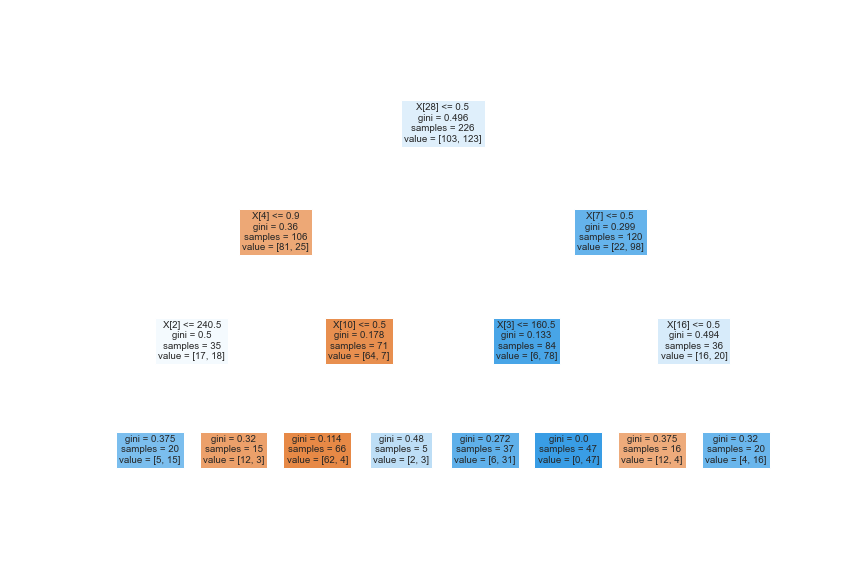 X[28] <= 0.5
gini = 0.496
samples = 226
value = [103, 123]
X[4] <= 0.9
gini = 0.36
samples = 106
value = [81, 25]
X[7] <= 0.5
gini = 0.299
samples = 120
value = [22, 98]
X[2] <= 240.5
gini = 0.5
samples = 35
value = [17, 18]
X[10] <= 0.5
gini = 0.178
samples = 71
value = [64, 7]
X[3] <= 160.5
gini = 0.133
samples = 84
value = [6, 78]
X[16] <= 0.5
gini = 0.494
samples = 36
value = [16, 20]
gini = 0.375
samples = 20
value = [5, 15]
gini = 0.32
samples = 15
value = [12, 3]
gini = 0.114
samples = 66
value = [62, 4]
gini = 0.48
samples = 5
value = [2, 3]
gini = 0.272
samples = 37
value = [6, 31]
gini = 0.0
samples = 47
value = [0, 47]
gini = 0.375
samples = 16
value = [12, 4]
gini = 0.32
samples = 20
value = [4, 16]